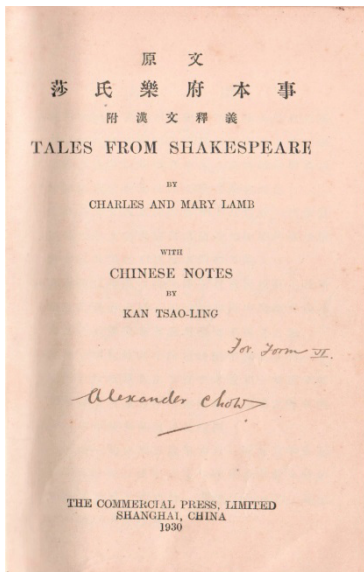 原文
莎氏樂府本事
附漢文釋義
TALES FROM SHAKESPEARE
BY
CHARLES AND MARY LAMB
WITH
CHINESE NOTES
BY
KAN TSAO-LING
For Form VI.
Alexander Chow
THE COMMERCIAL PRESS, LIMITED
SHANGHAI, CHINA
1930